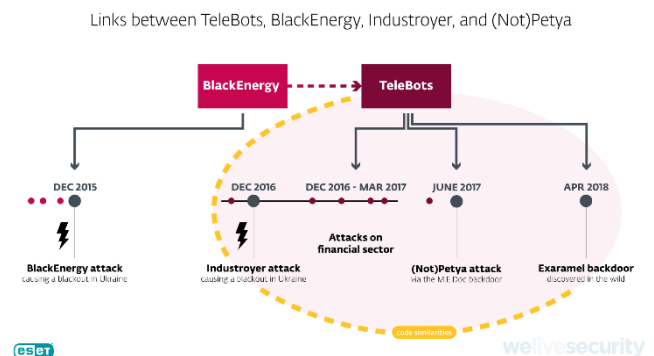 Links between TeleBots, BlackEnergy, Industroyer, and (Not)Petya
BlackEnergy
TeleBots
DEC 2015
DEC 2016
DEC 2016 - MAR 2017
JUNE 2017
APR 2018
Attacks on
financial sector
BlackEnergy attack
causing a blackout in Ukraine
Industroyer attack
causing a blackout in Ukraine
(Not)Petya attack
via the M.E.Doc backdoor
Exaramel backdoor
discovered in the wild
code similarities
eset
welivesecurity